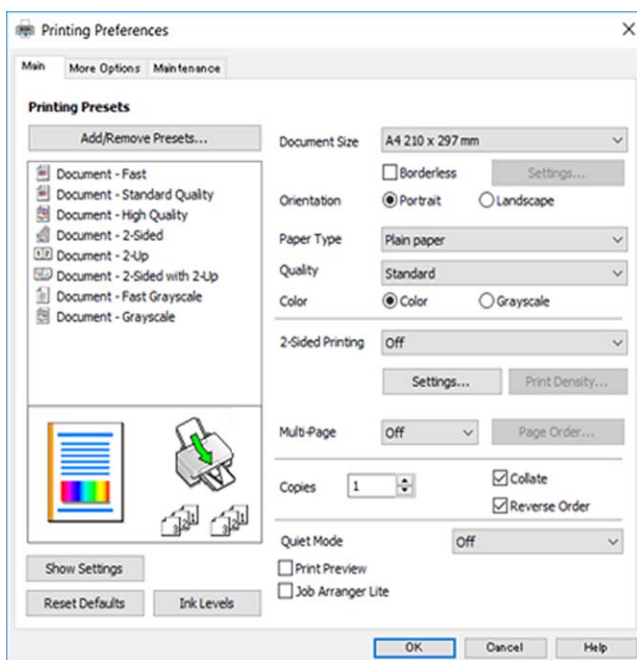 Printing Preferences
Main More Options Maintenance
Printing Presets
Add/Remove Presets...
Document - Fast
Document - Standard Quality
Document - High Quality
Document - 2-Sided
Document - 2-Up
Document - 2-Sided with 2-Up
Document - Fast Grayscale
Document - Grayscale
Show Settings
Reset Defaults Ink Levels
Document Size A4 210 x 297 mm
Borderless Settings...
Orientation Portrait Landscape
Paper Type Plain paper
Quality Standard
Color Color Grayscale
2-Sided Printing Off
Settings... Print Density...
Multi-Page Off Page Order...
Copies 1 Collate
Reverse Order
Quiet Mode Off
Print Preview
Job Arranger Lite
OK Cancel Help